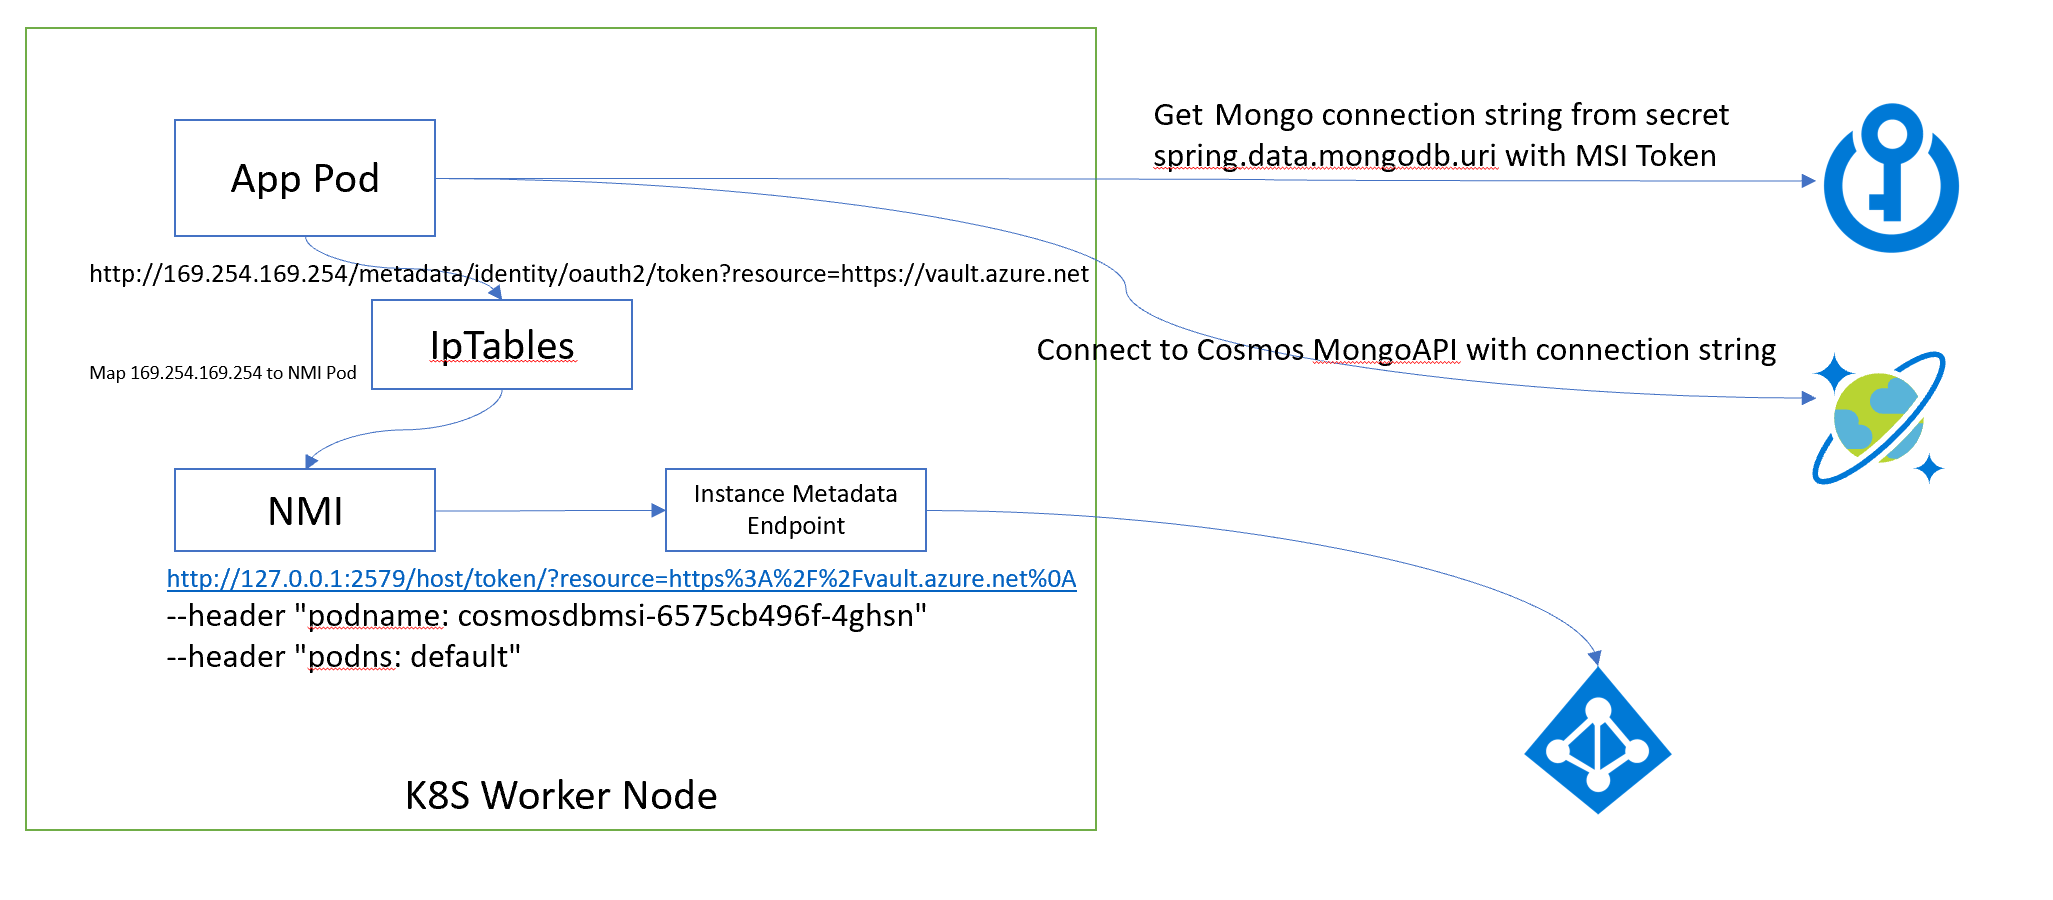 Get Mongo connection string from secret
spring.data.mongodb.uri with MSI Token
App Pod
http://169.254.169.254/metadata/identity/oauth2/token?resource=https://vault.azure.net
IpTables
Map 169.254.169.254 to NMI Pod
Connect to Cosmos MongoAPI with connection string
NMI
Instance Metadata
Endpoint
http://127.0.0.1:2579/host/token/?resource=https%3A%2F%2Fvault.azure.net%0A
--header "podname: cosmosdbmsi-6575cb496f-4ghsn"
--header "podns: default"
K8S Worker Node